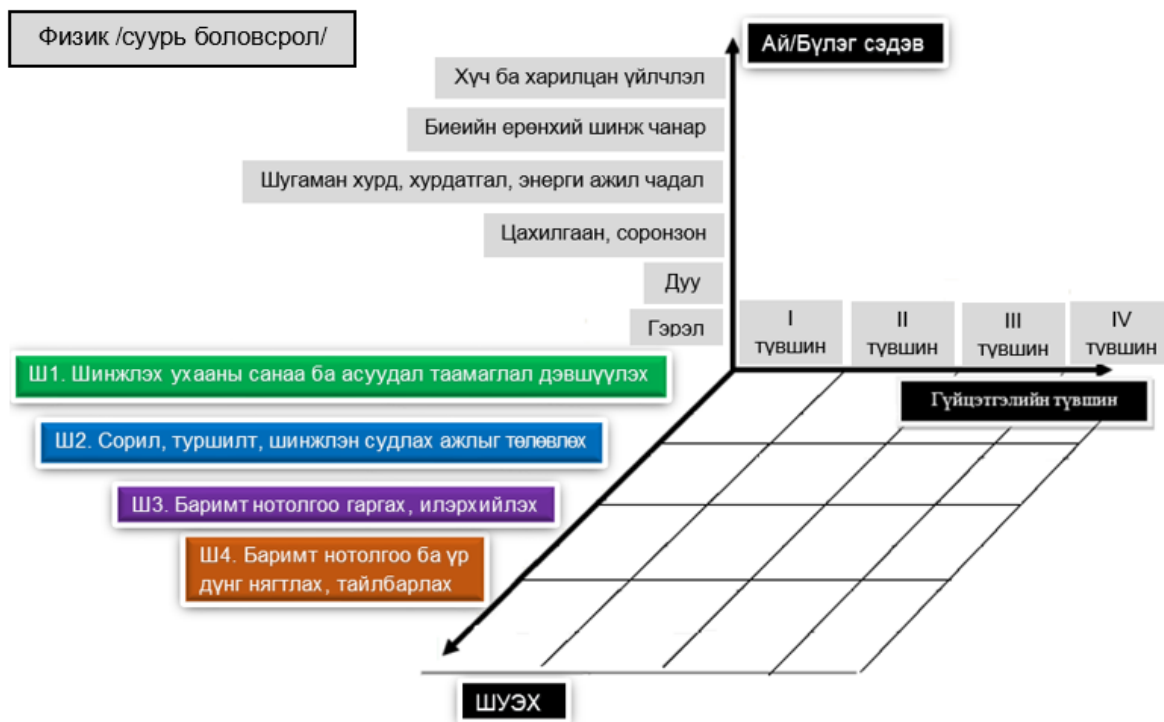 Физик /суурь боловсрол/
Ай/Бүлэг сэдэв
Хүч ба харилцан үйлчлэл
Биеийн ерөнхий шинж чанар
Шугаман хурд, хурдатгал, энерги ажил чадал
Цахилгаан, соронзон
Дуу
Гэрэл
I
түвшин
II
түвшин
III
түвшин
IV
түвшин
Гүйцэтгэлийн түвшин
Ш1. Шинжлэх ухааны санаа ба асуудал таамаглал дэвшүүлэх
Ш2. Сорил, туршилт, шинжлэн судлах ажлыг төлөвлөх
Ш3. Баримт нотолгоо гаргах, илэрхийлэх
Ш4. Баримт нотолгоо ба үр
дүнг нягтлах, тайлбарлах
ШУЭХ